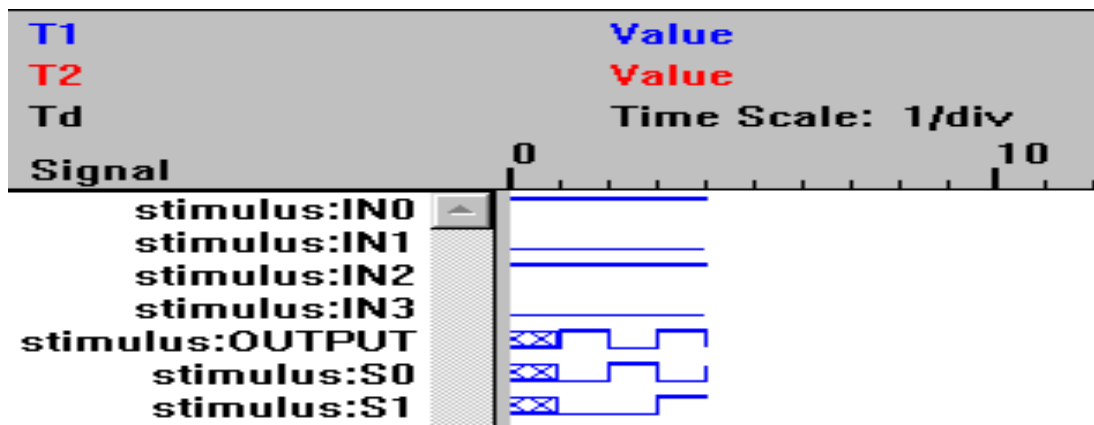 T1 Value
T2 Value
Td Time Scale: 1/div
Signal 0 10
stimulus:IN0
stimulus:IN1
stimulus:IN2
stimulus:IN3
stimulus:OUTPUT
stimulus:S0
stimulus:S1